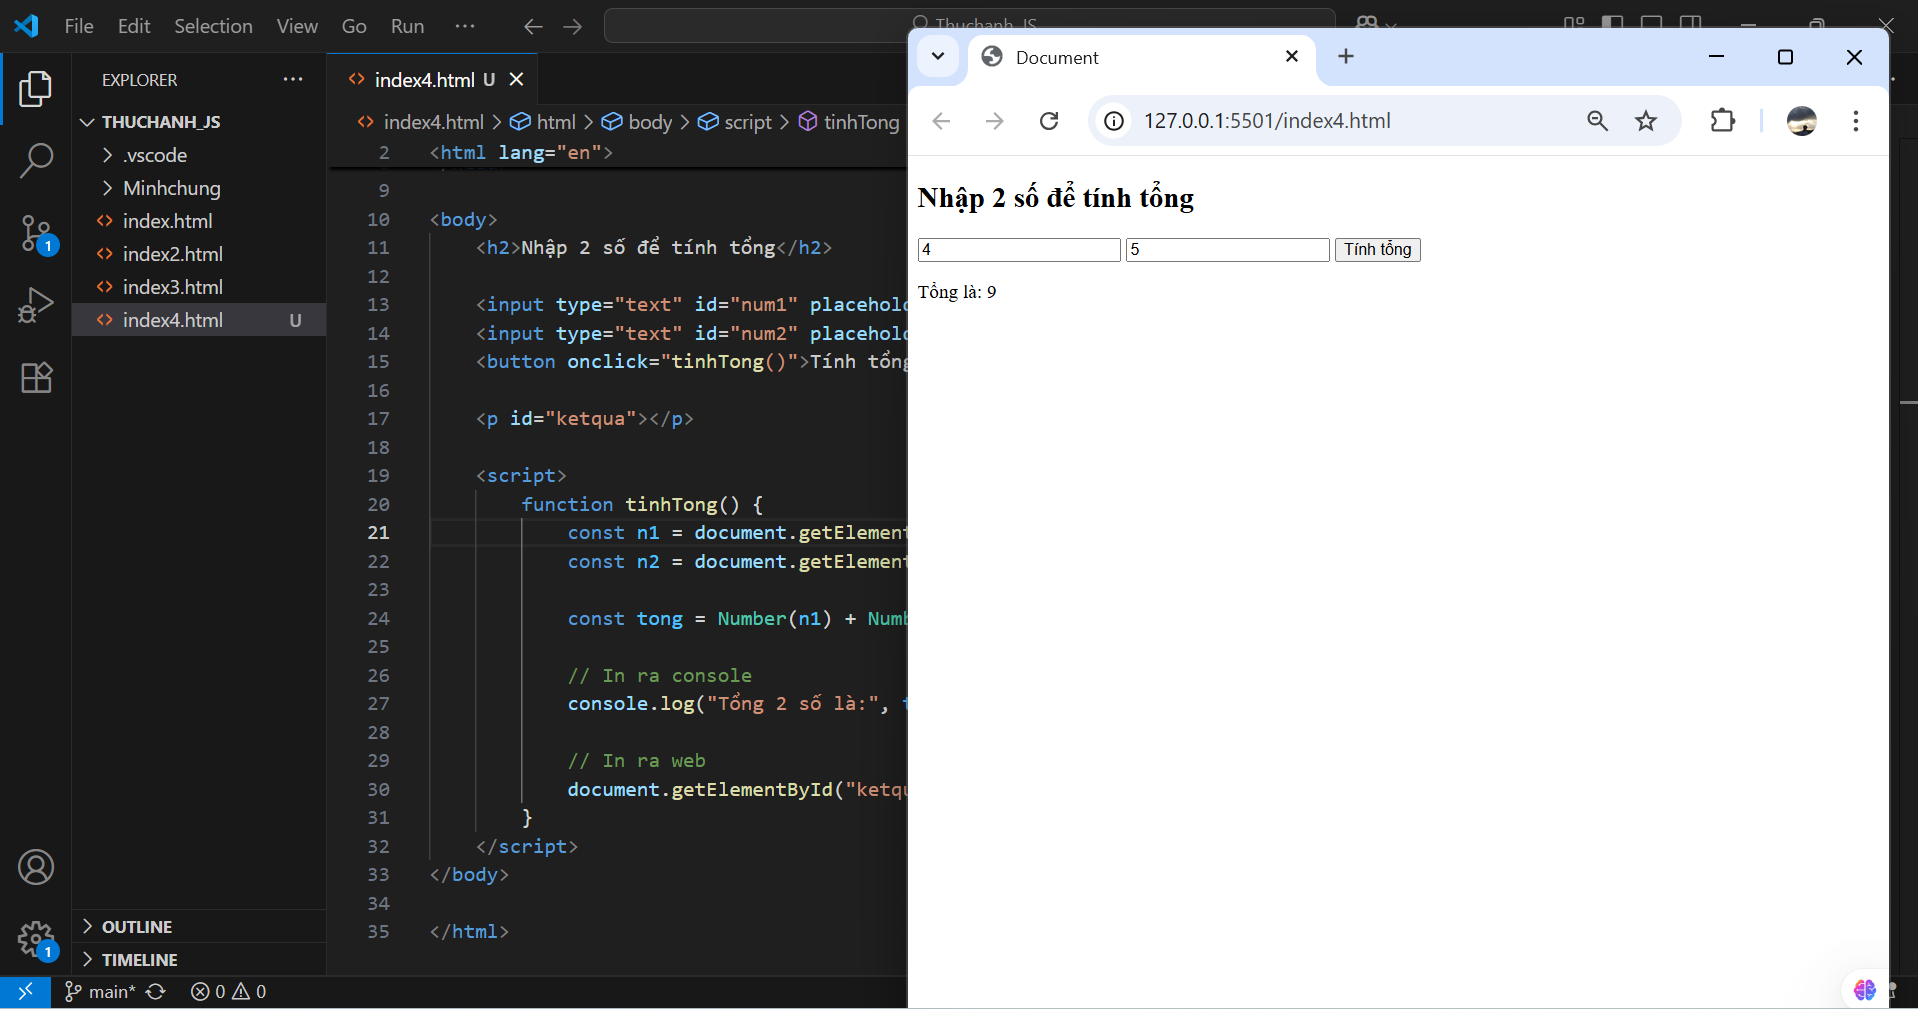 File Edit Selection View Go Run ···
Thuchanh_JS
EXPLORER ···
THUCHANH_JS
.vscode
Minhchung
index.html
index2.html
index3.html
index4.html U
OUTLINE
TIMELINE
1
1
main* 0 0
index4.html U
index4.html > html > body > script > tinhTong
2 <html lang="en">
9
10 <body>
11 <h2>Nhập 2 số để tính tổng</h2>
12
13 <input type="text" id="num1" placehold
14 <input type="text" id="num2" placehold
15 <button onclick="tinhTong()">Tính tổng
16
17 <p id="ketqua"></p>
18
19 <script>
20 function tinhTong() {
21 const n1 = document.getElement
22 const n2 = document.getElement
23
24 const tong = Number(n1) + Numb
25
26 // In ra console
27 console.log("Tổng 2 số là:", t
28
29 // In ra web
30 document.getElementById("ketqu
31 }
32 </script>
33 </body>
34
35 </html>
Document
127.0.0.1:5501/index4.html
Nhập 2 số để tính tổng
4 5 Tính tổng
Tổng là: 9